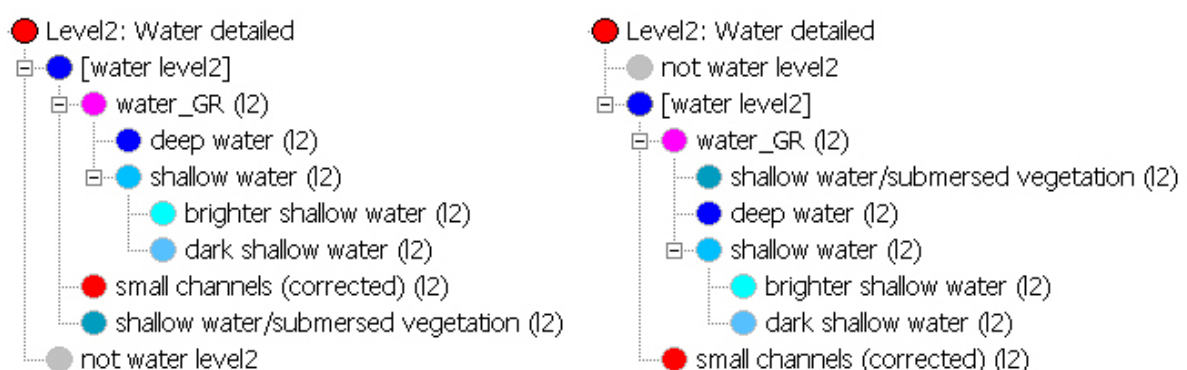 Level2: Water detailed
[water level2]
water_GR (l2)
deep water (l2)
shallow water (l2)
brighter shallow water (l2)
dark shallow water (l2)
small channels (corrected) (l2)
shallow water/submersed vegetation (l2)
not water level2
Level2: Water detailed
not water level2
[water level2]
water_GR (l2)
shallow water/submersed vegetation (l2)
deep water (l2)
shallow water (l2)
brighter shallow water (l2)
dark shallow water (l2)
small channels (corrected) (l2)